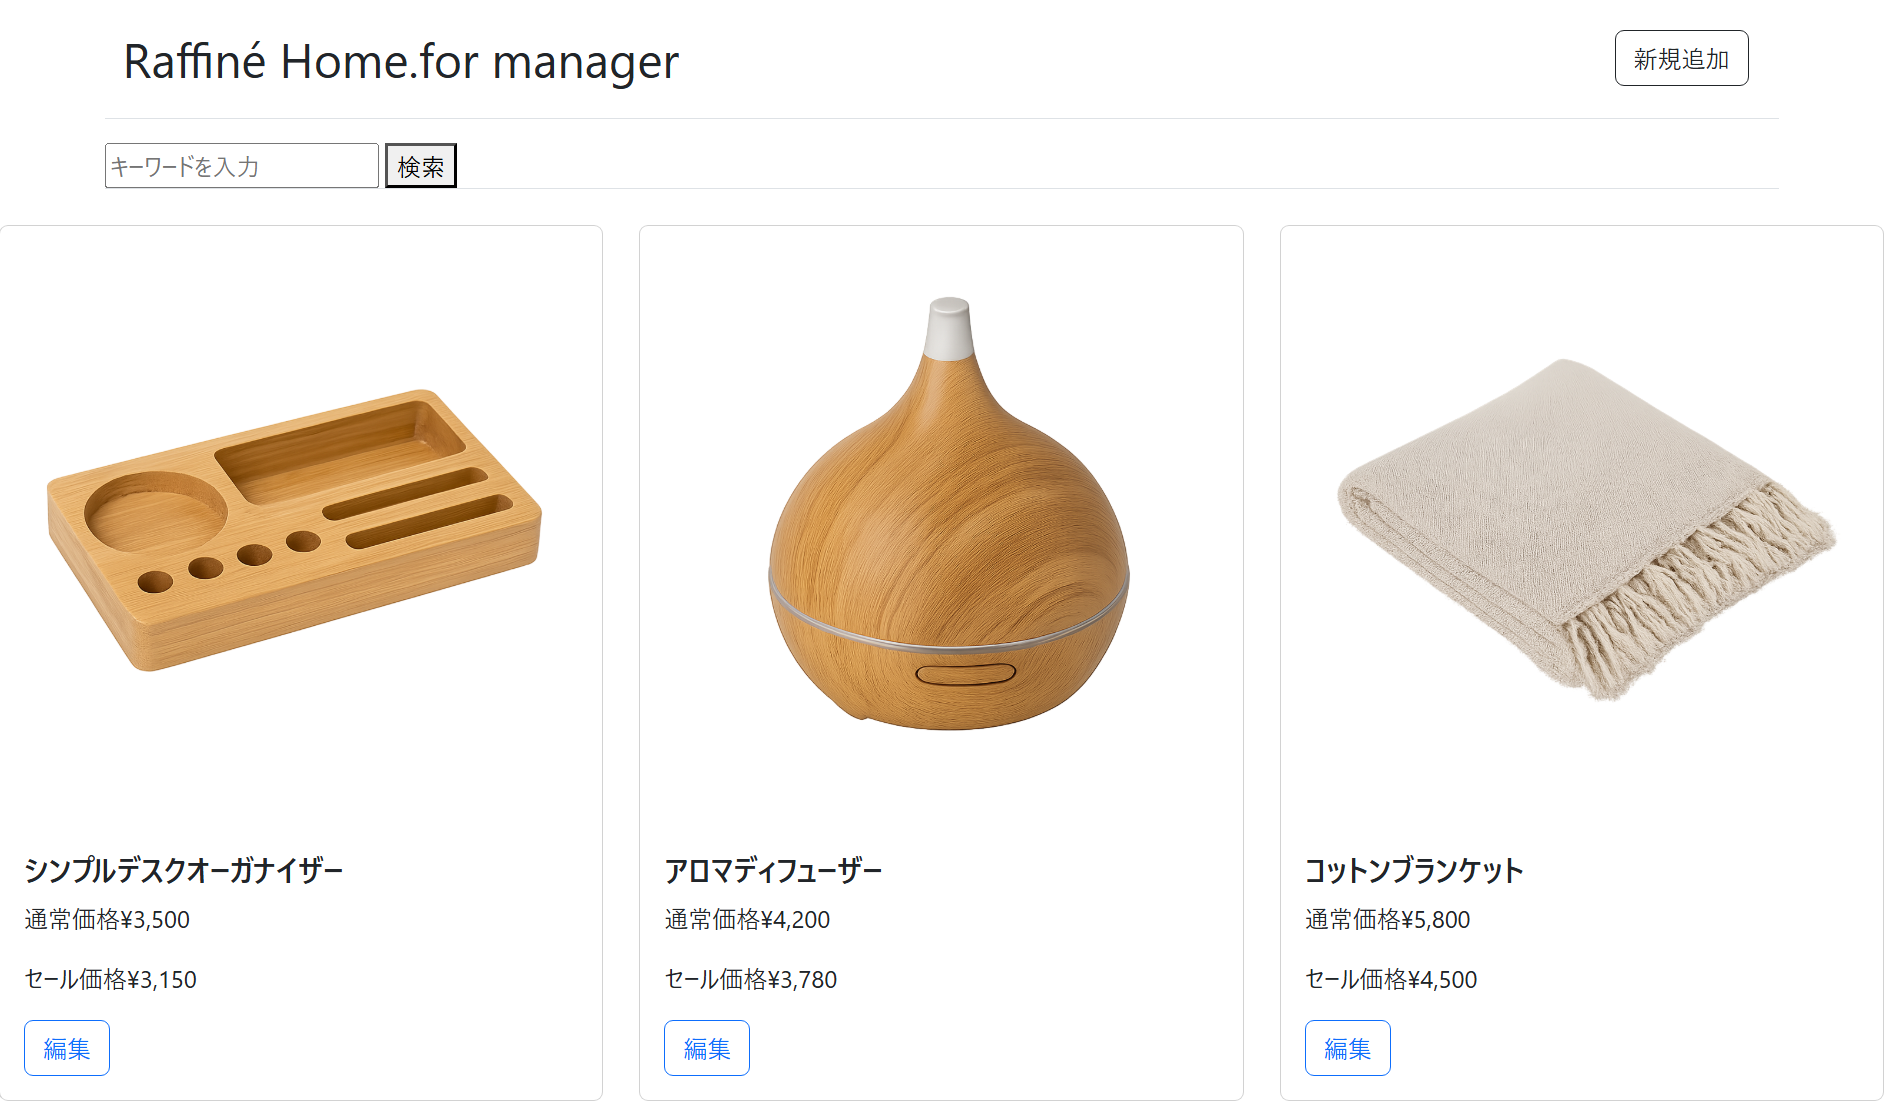 Raffiné Home.for manager
新規追加
キーワードを入力
検索
シンプルデスクオーガナイザー
通常価格¥3,500
セール価格¥3,150
編集
アロマディフューザー
通常価格¥4,200
セール価格¥3,780
編集
コットンブランケット
通常価格¥5,800
セール価格¥4,500
編集